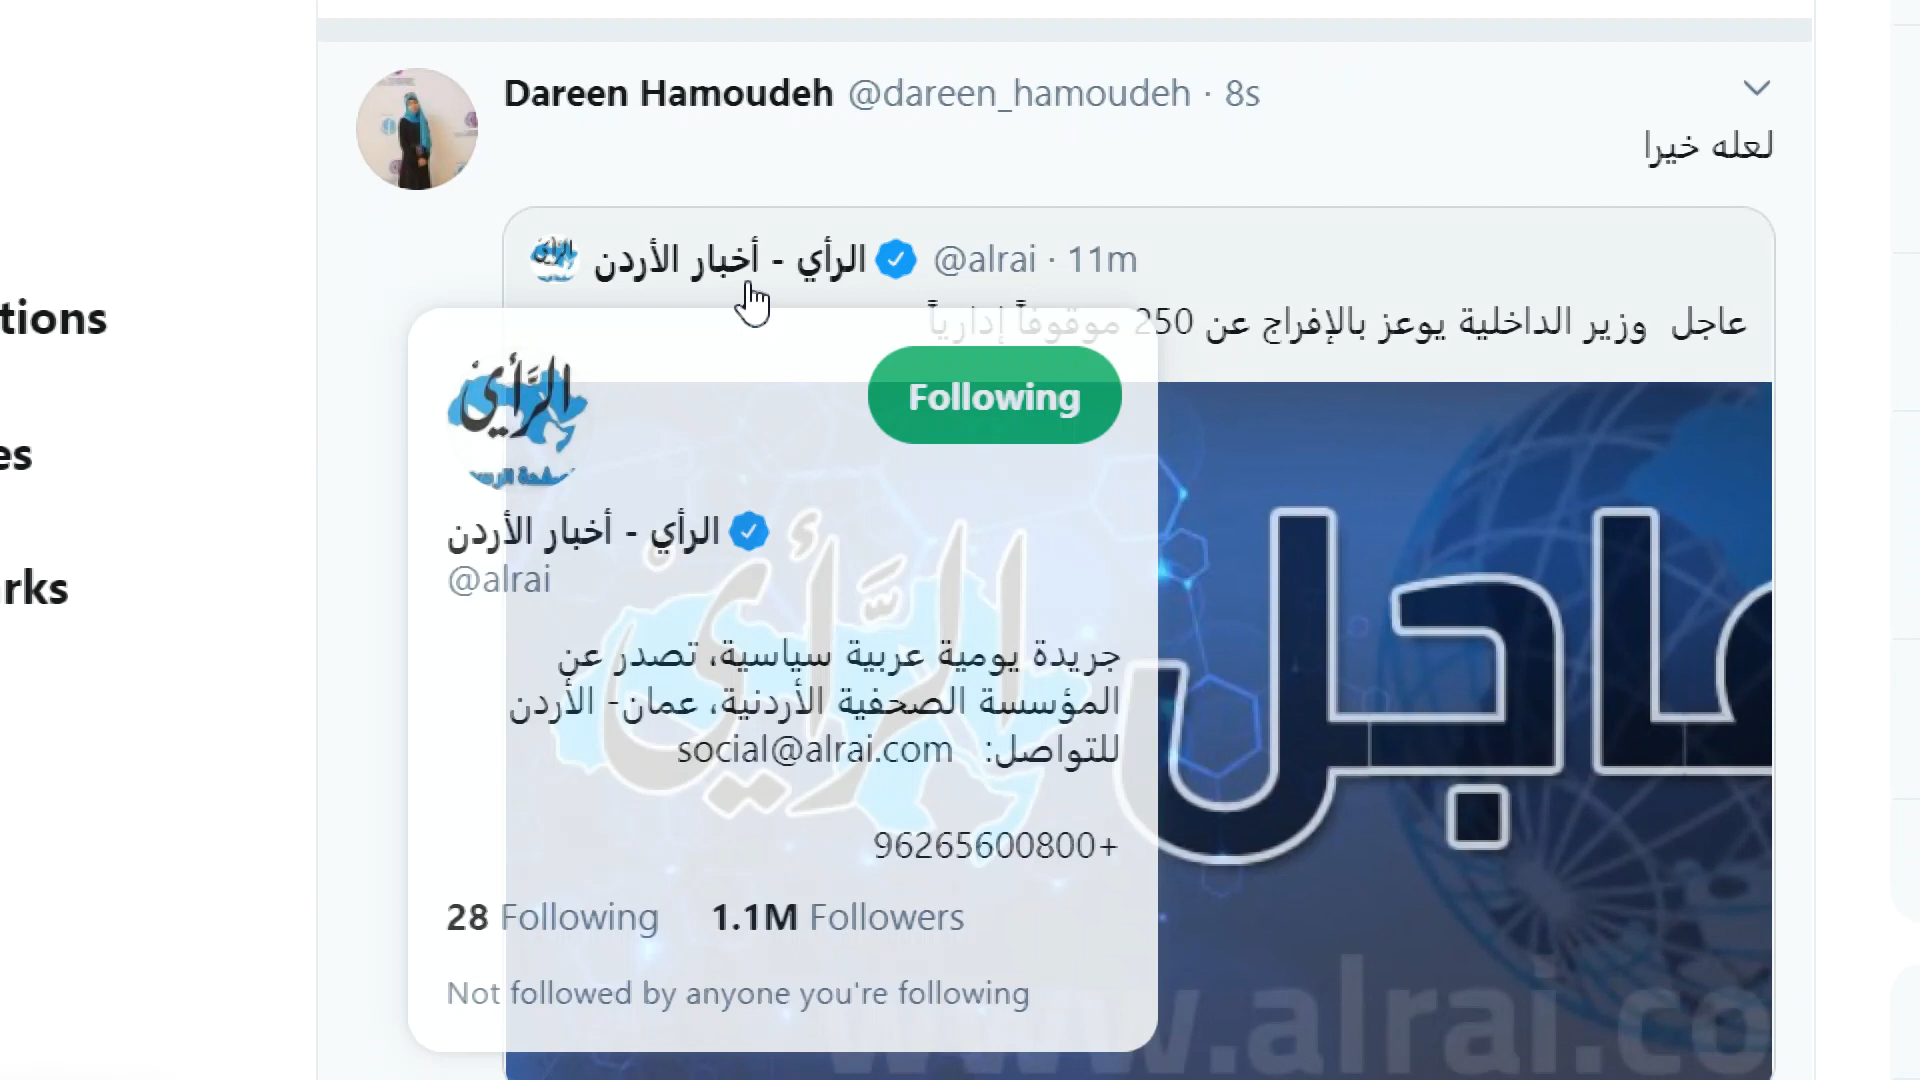 Dareen Hamoudeh @dareen_hamoudeh · 8s
لعله خيرا
الرأي - أخبار الأردن @alrai · 11m
عاجل وزير الداخلية يوعز بالإفراج عن 250 موقوفاً إدارياً
tions
es
rks
الرأي
Following
الرأي - أخبار الأردن
@alrai
جريدة يومية عربية سياسية، تصدر عن
المؤسسة الصحفية الأردنية، عمان- الأردن
للتواصل: social@alrai.com
+96265600800
28 Following 1.1M Followers
Not followed by anyone you're following
الرَّأي
عاجل
www.alrai.co